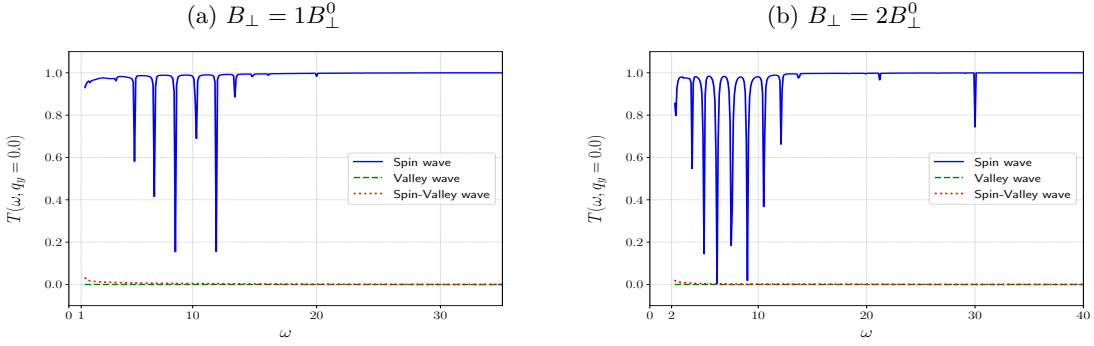 (a) B⊥ = 1B⊥⁰
1.0
0.8
0.6
0.4
0.2
0.0
T(ω, q_y = 0.0)
Spin wave
Valley wave
Spin-Valley wave
0 1 10 20 30
ω
(b) B⊥ = 2B⊥⁰
1.0
0.8
0.6
0.4
0.2
0.0
T(ω, q_y = 0.0)
Spin wave
Valley wave
Spin-Valley wave
0 2 10 20 30 40
ω